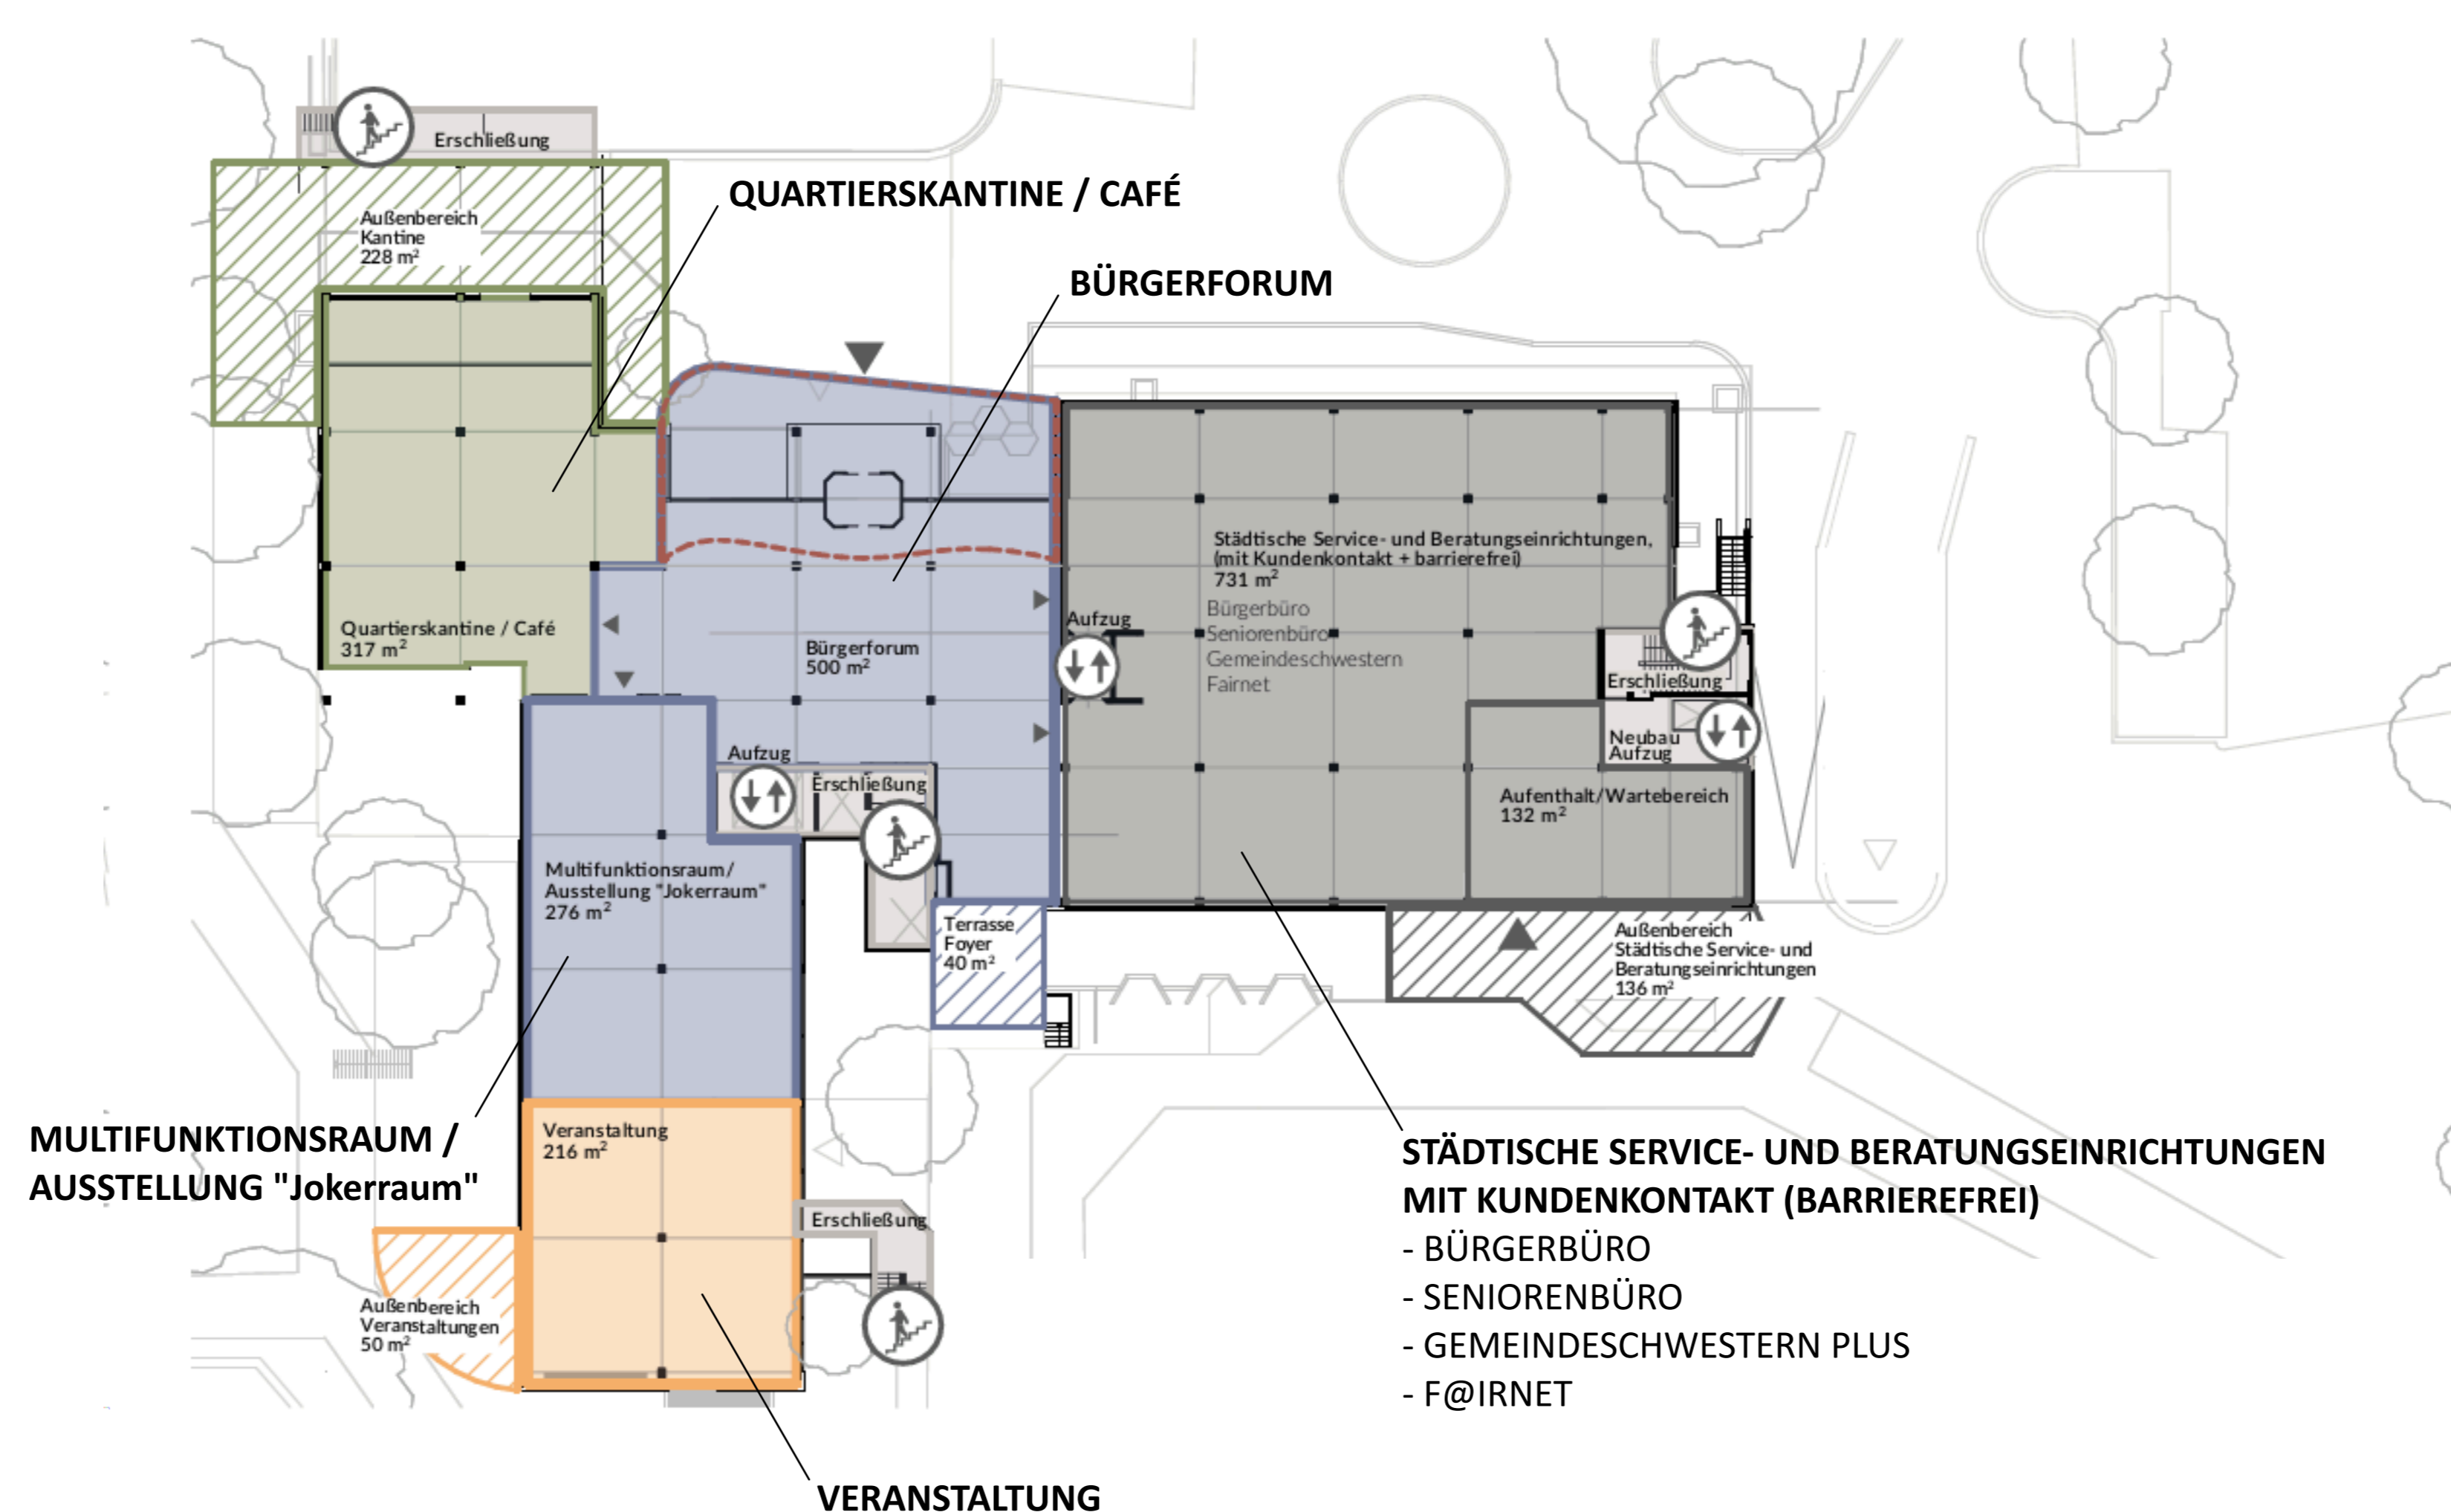 Erschließung
QUARTIERSKANTINE / CAFÉ
Außenbereich
Kantine
228 m²
BÜRGERFORUM
Städtische Service- und Beratungseinrichtungen,
(mit Kundenkontakt + barrierefrei)
731 m²
Bürgerbüro
Seniorenbüro
Gemeindeschwestern
Fairnet
Aufzug
Quartierskantine / Café
317 m²
Bürgerforum
500 m²
Erschließung
Neubau
Aufzug
Aufzug
Erschließung
Aufenthalt/Wartebereich
132 m²
Multifunktionsraum/
Ausstellung "Jokerraum"
276 m²
Terrasse
Foyer
40 m²
Außenbereich
Städtische Service- und
Beratungseinrichtungen
136 m²
MULTIFUNKTIONSRAUM /
AUSSTELLUNG "Jokerraum"
Veranstaltung
216 m²
Erschließung
Außenbereich
Veranstaltungen
50 m²
STÄDTISCHE SERVICE- UND BERATUNGSEINRICHTUNGEN
MIT KUNDENKONTAKT (BARRIEREFREI)
- BÜRGERBÜRO
- SENIORENBÜRO
- GEMEINDESCHWESTERN PLUS
- F@IRNET
VERANSTALTUNG